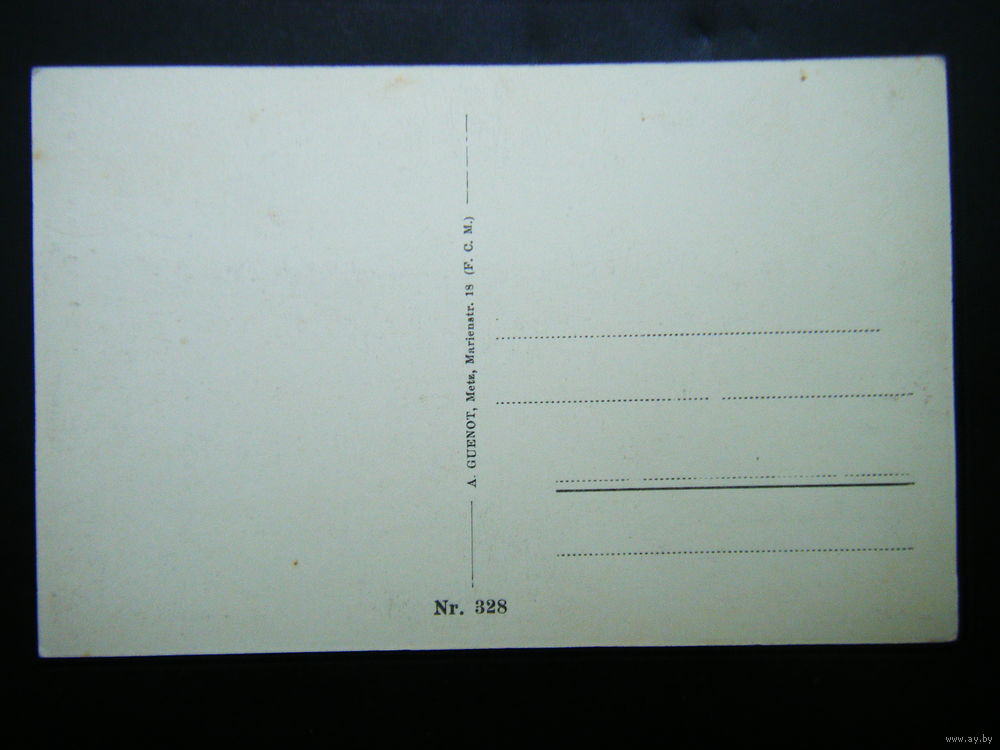 A. GUENOT, Metz, Marienstr. 18 (F. C. M.)
Nr. 328
www.ay.by